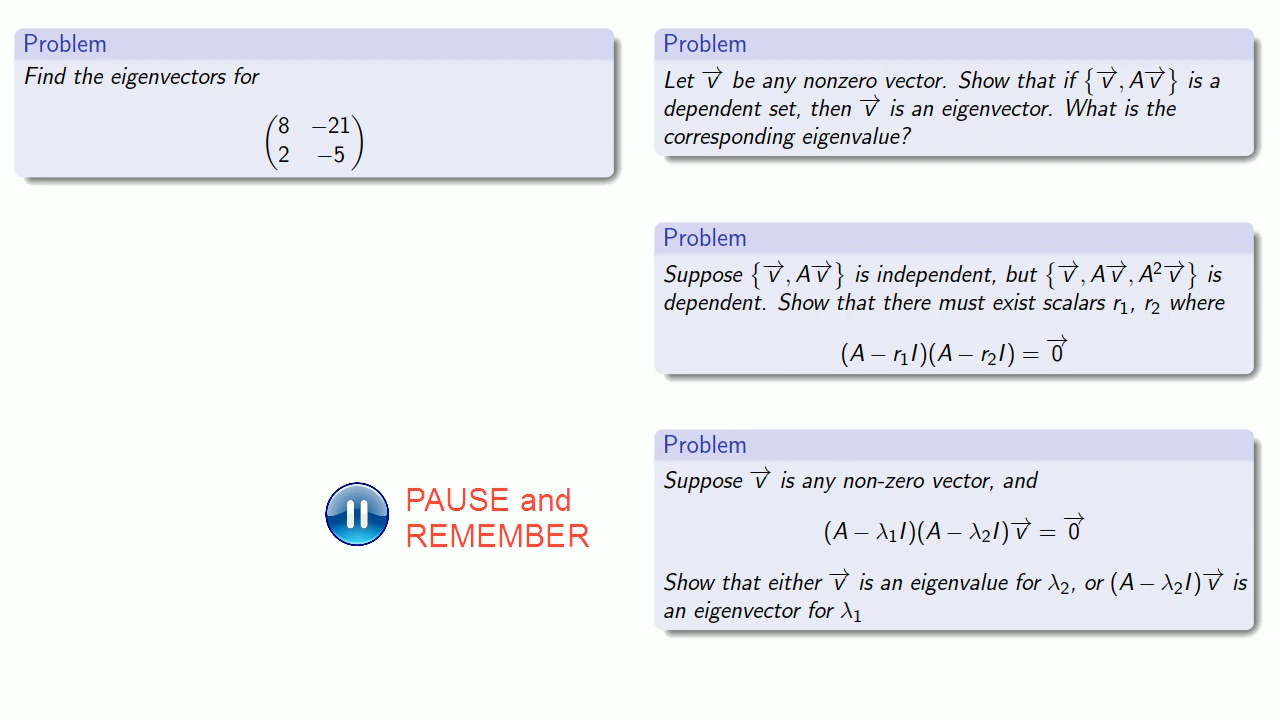 Problem
Find the eigenvectors for
(8 −21
2 −5)
PAUSE and
REMEMBER
Problem
Let v⃗ be any nonzero vector. Show that if {v⃗, Av⃗} is a
dependent set, then v⃗ is an eigenvector. What is the
corresponding eigenvalue?
Problem
Suppose {v⃗, Av⃗} is independent, but {v⃗, Av⃗, A²v⃗} is
dependent. Show that there must exist scalars r₁, r₂ where
(A − r₁I)(A − r₂I) = 0⃗
Problem
Suppose v⃗ is any non-zero vector, and
(A − λ₁I)(A − λ₂I)v⃗ = 0⃗
Show that either v⃗ is an eigenvalue for λ₂, or (A − λ₂I)v⃗ is
an eigenvector for λ₁